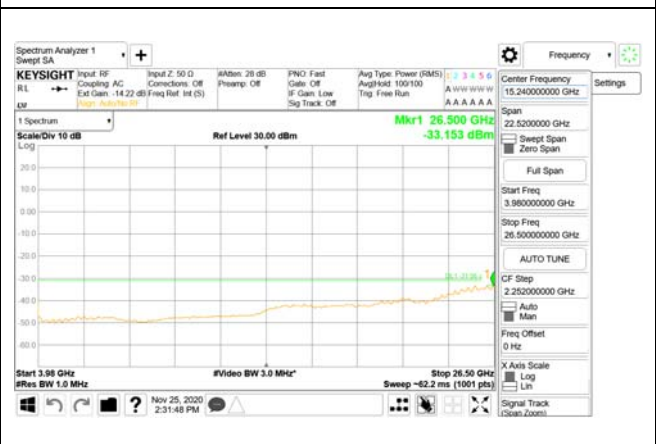 Spectrum Analyzer 1
Swept SA
Frequency
KEYSIGHT
RL
Input: RF
Coupling: AC
Ext Gain: -14.22 dB
Align: Auto/No RF
Input Z: 50 Ω
Corrections: Off
Freq Ref: Int (S)
#Atten: 28 dB
Preamp: Off
PNO: Fast
Gate: Off
IF Gain: Low
Sig Track: Off
Avg Type: Power (RMS)
Avg|Hold: 100/100
Trig: Free Run
1 2 3 4 5 6
A W W W W W
A A A A A A
1 Spectrum
Scale/Div 10 dB
Log
Ref Level 30.00 dBm
Mkr1 26.500 GHz
-33.153 dBm
20.0
10.0
0.00
-10.0
-20.0
-30.0
-40.0
-50.0
-60.0
1
Start 3.98 GHz
#Res BW 1.0 MHz
#Video BW 3.0 MHz*
Stop 26.50 GHz
Sweep ~62.2 ms (1001 pts)
Nov 25, 2020
2:31:48 PM
?
Settings
Center Frequency
15.240000000 GHz
Span
22.5200000 GHz
Swept Span
Zero Span
Full Span
Start Freq
3.980000000 GHz
Stop Freq
26.500000000 GHz
AUTO TUNE
CF Step
2.252000000 GHz
Auto
Man
Freq Offset
0 Hz
X Axis Scale
Log
Lin
Signal Track
(Span Zoom)